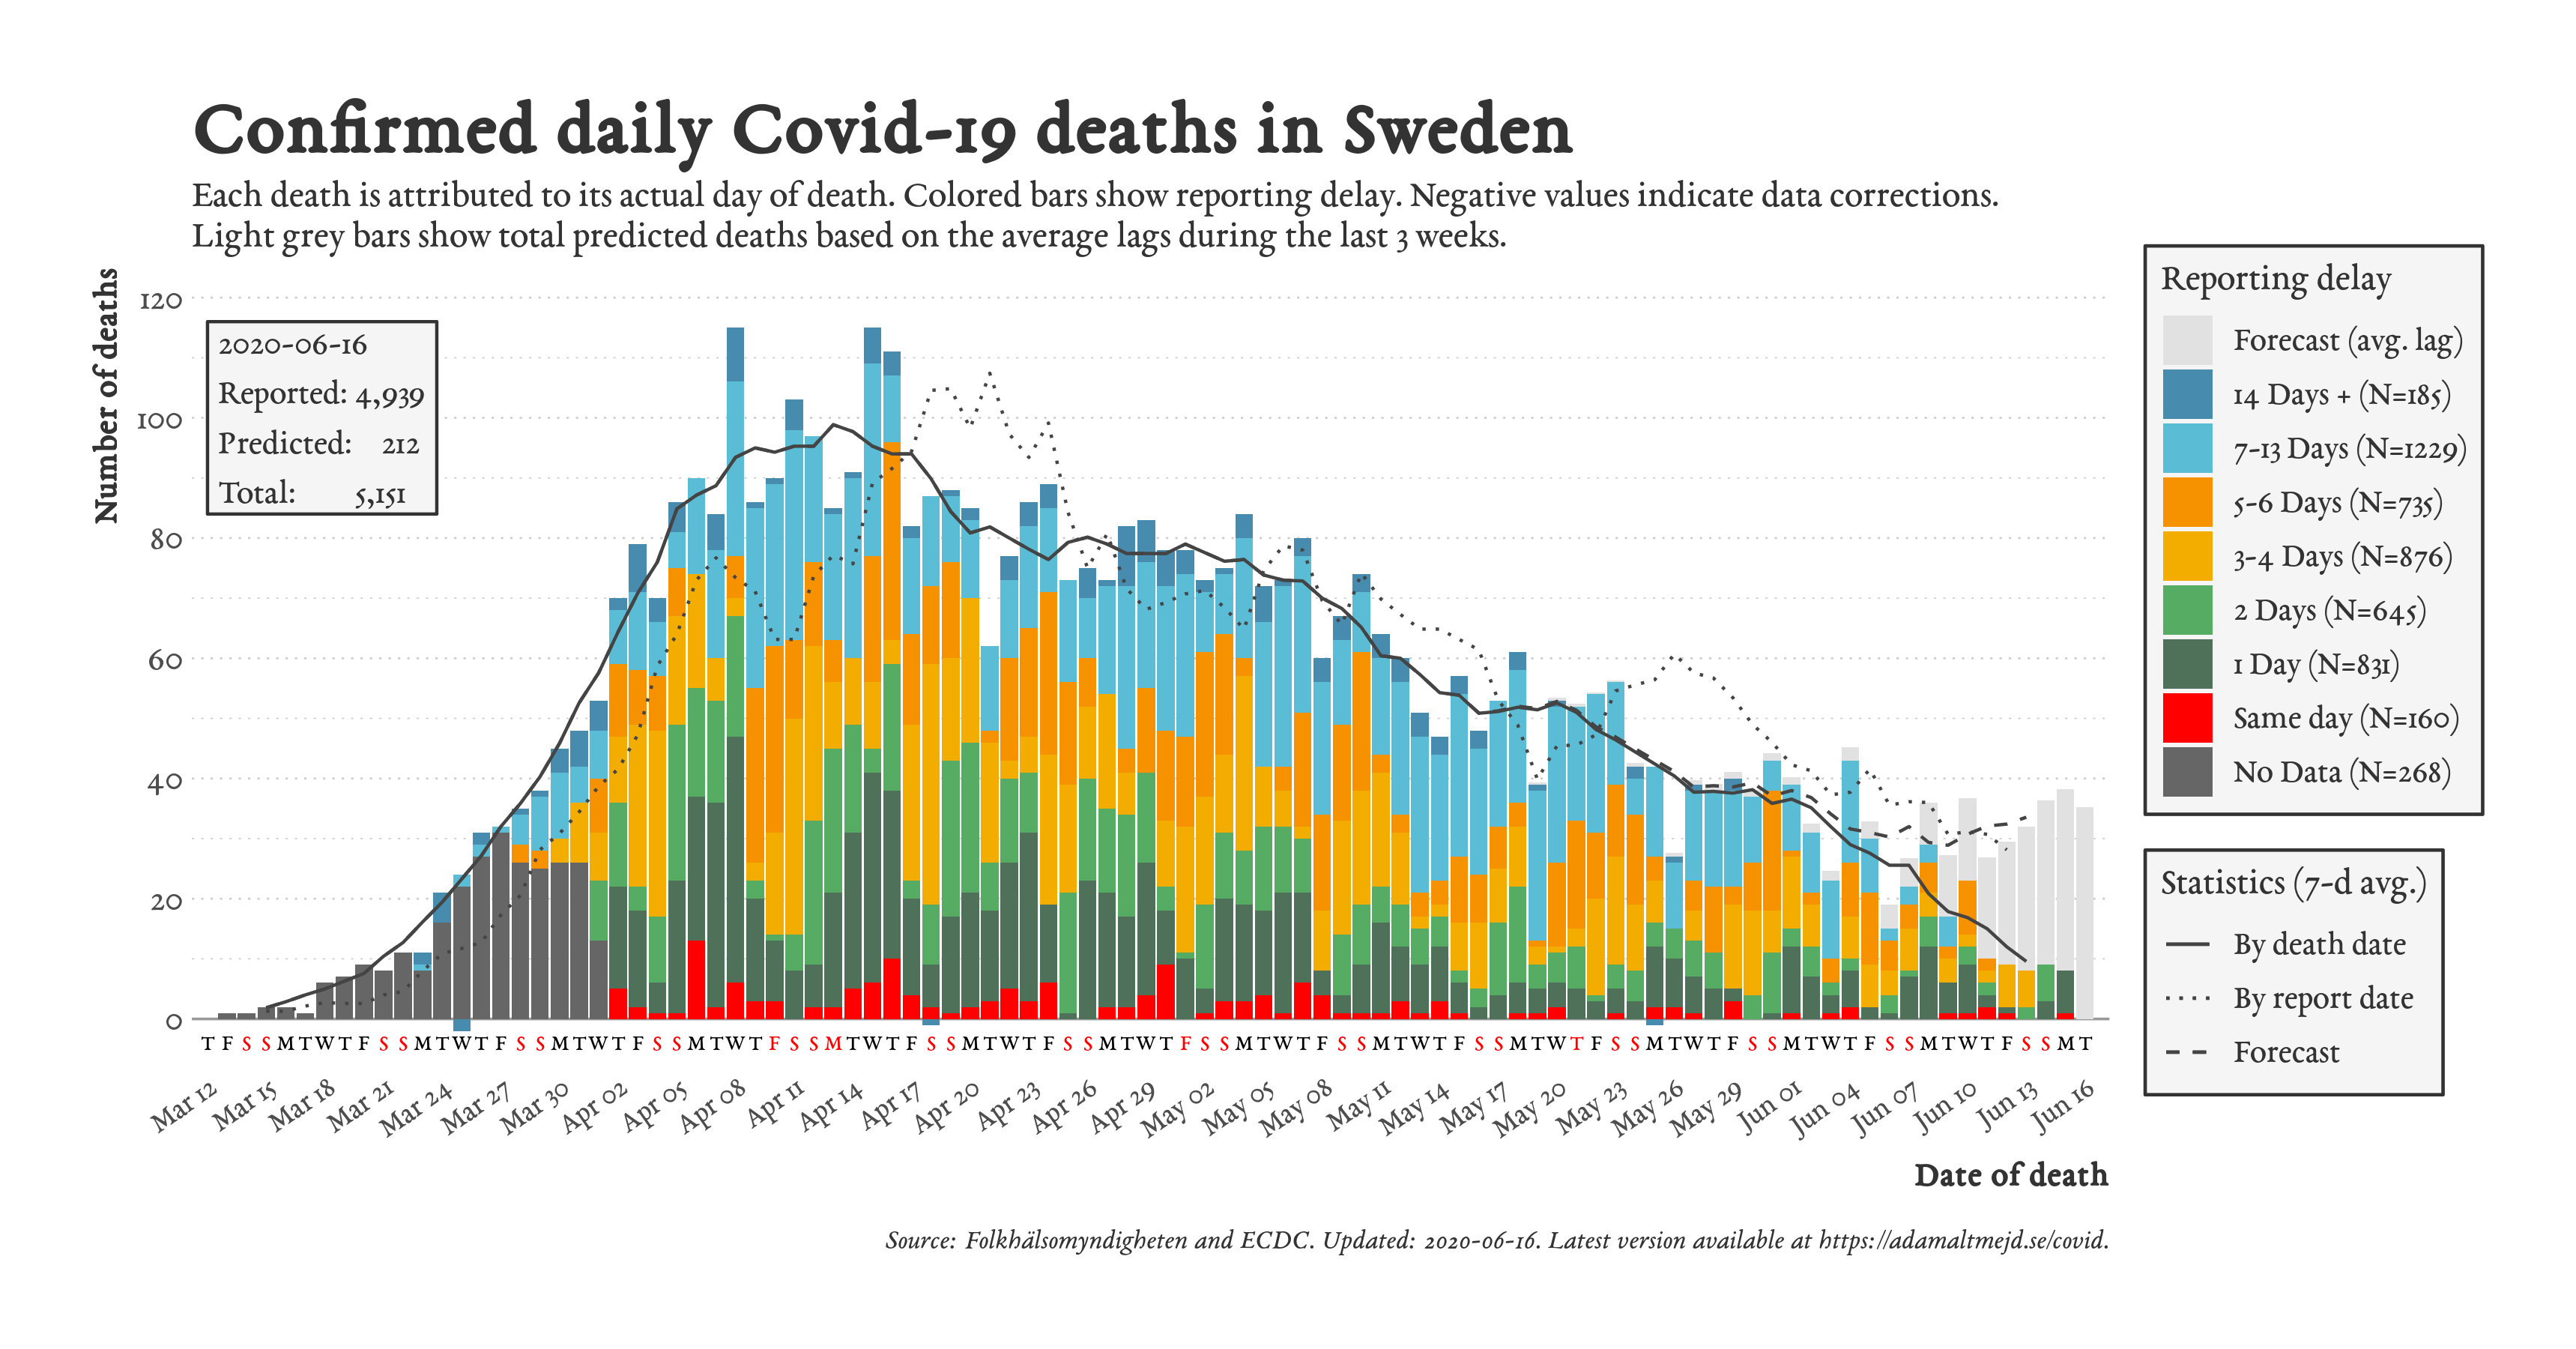 Confirmed daily Covid-19 deaths in Sweden
Each death is attributed to its actual day of death. Colored bars show reporting delay. Negative values indicate data corrections.
Light grey bars show total predicted deaths based on the average lags during the last 3 weeks.
Number of deaths
120
100
80
60
40
20
0
2020-06-16
Reported: 4,939
Predicted: 212
Total: 5,151
Reporting delay
Forecast (avg. lag)
14 Days + (N=185)
7-13 Days (N=1229)
5-6 Days (N=735)
3-4 Days (N=876)
2 Days (N=645)
1 Day (N=831)
Same day (N=160)
No Data (N=268)
Statistics (7-d avg.)
By death date
By report date
Forecast
T F S S M T W T F S S M T W T F S S M T W T F S S M T W T F S S M T W T F S S M T W T F S S M T W T F S S M T W T F S S M T W T F S S M T W T F S S M T W T F S S M T W T F S S M T W T F S S M T
Mar 12 Mar 15 Mar 18 Mar 21 Mar 24 Mar 27 Mar 30 Apr 02 Apr 05 Apr 08 Apr 11 Apr 14 Apr 17 Apr 20 Apr 23 Apr 26 Apr 29 May 02 May 05 May 08 May 11 May 14 May 17 May 20 May 23 May 26 May 29 Jun 01 Jun 04 Jun 07 Jun 10 Jun 13 Jun 16
Date of death
Source: Folkhälsomyndigheten and ECDC. Updated: 2020-06-16. Latest version available at https://adamaltmejd.se/covid.